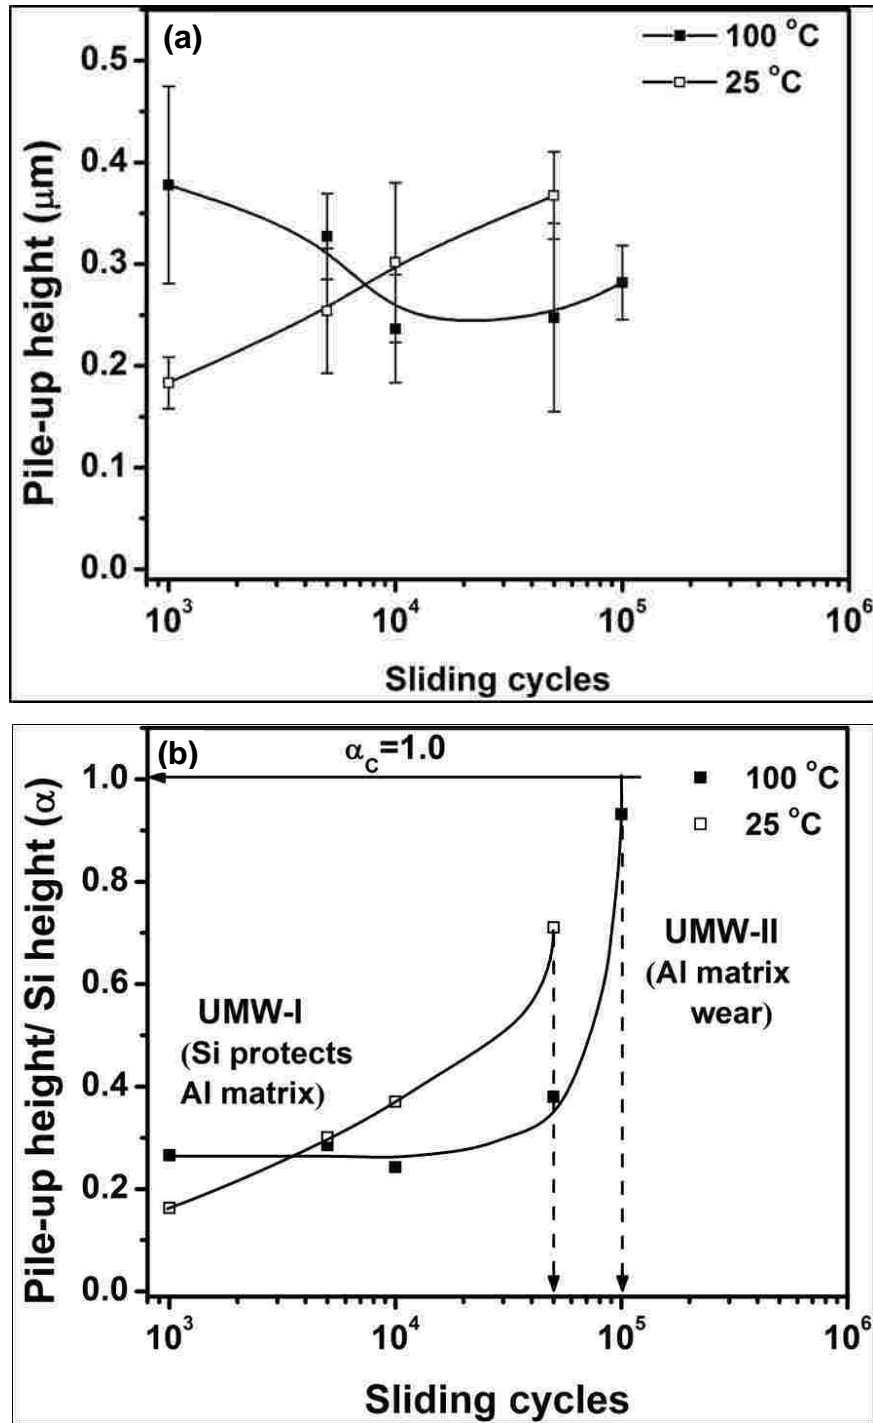 (a)
100 °C
25 °C
Pile-up height (μm)
0.5
0.4
0.3
0.2
0.1
0.0
10³ 10⁴ 10⁵ 10⁶
Sliding cycles
(b)
α_C=1.0
100 °C
25 °C
Pile-up height/ Si height (α)
1.0
0.8
0.6
0.4
0.2
0.0
UMW-I
(Si protects
Al matrix)
UMW-II
(Al matrix
wear)
10³ 10⁴ 10⁵ 10⁶
Sliding cycles